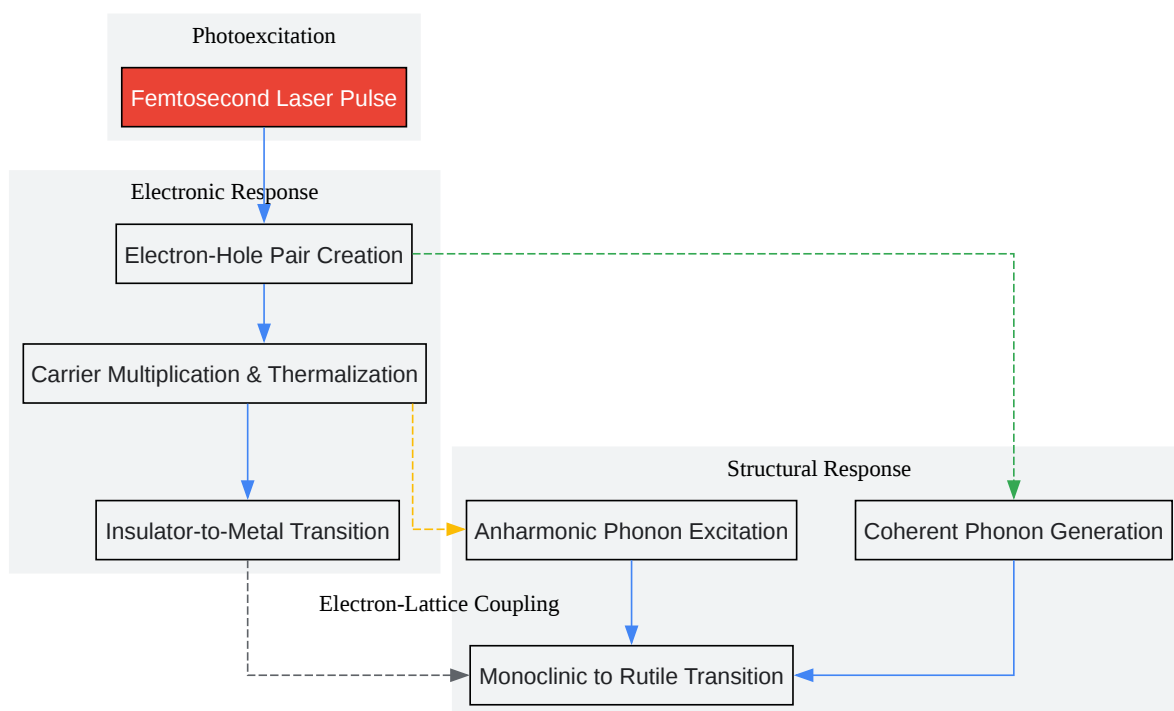 Photoexcitation
Femtosecond Laser Pulse
Electronic Response
Electron-Hole Pair Creation
Carrier Multiplication & Thermalization
Structural Response
Insulator-to-Metal Transition
Anharmonic Phonon Excitation
Coherent Phonon Generation
Electron-Lattice Coupling
Monoclinic to Rutile Transition